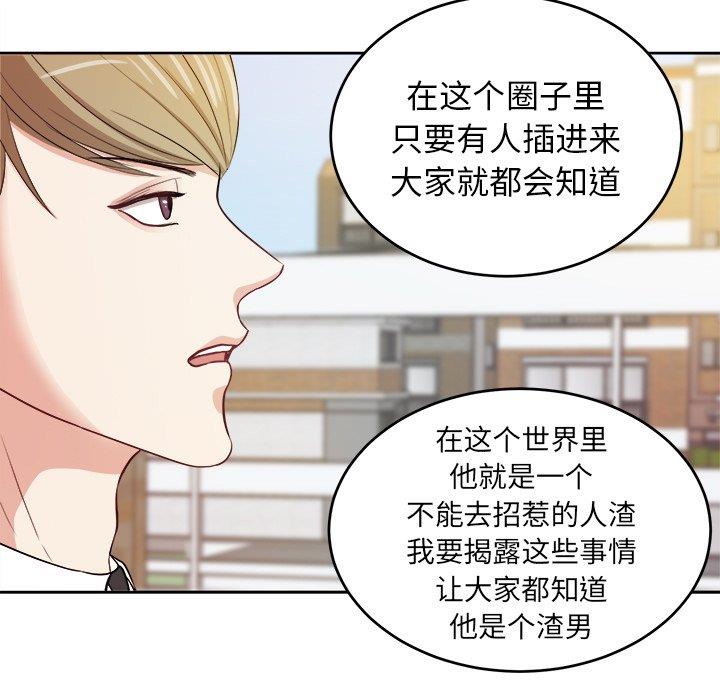 在这个圈子里
只要有人插进来
大家就都会知道
在这个世界里
他就是一个
不能去招惹的人渣
我要揭露这些事情
让大家都知道
他是个渣男